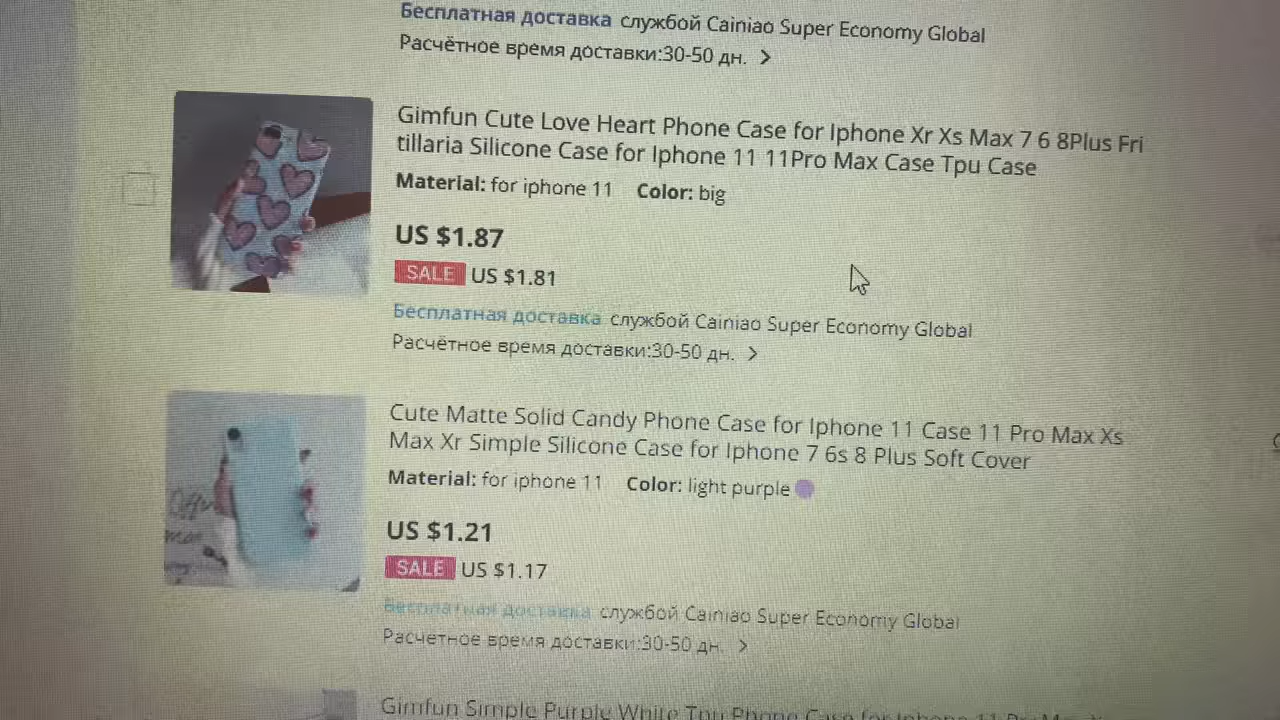 Бесплатная доставка службой Cainiao Super Economy Global
Расчётное время доставки:30-50 дн.
Gimfun Cute Love Heart Phone Case for Iphone Xr Xs Max 7 6 8Plus Fri
tillaria Silicone Case for Iphone 11 11Pro Max Case Tpu Case
Material: for iphone 11 Color: big
US $1.87
SALE US $1.81
Бесплатная доставка службой Cainiao Super Economy Global
Расчётное время доставки:30-50 дн.
Cute Matte Solid Candy Phone Case for Iphone 11 Case 11 Pro Max Xs
Max Xr Simple Silicone Case for Iphone 7 6s 8 Plus Soft Cover
Material: for iphone 11 Color: light purple
US $1.21
SALE US $1.17
Бесплатная доставка службой Cainiao Super Economy Global
Расчётное время доставки:30-50 дн.
Gimfun Simple Purple White Tpu Phone Case for Iphone 11 Pro Max